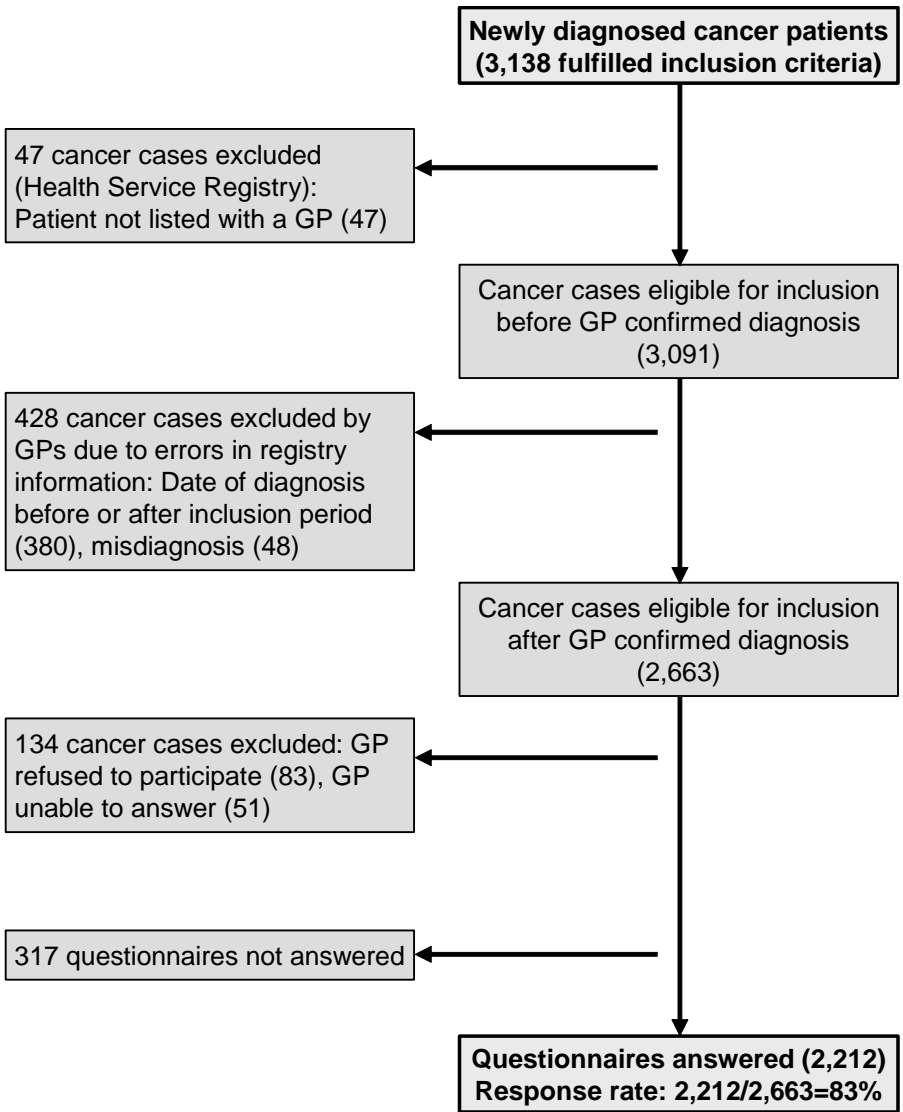 Newly diagnosed cancer patients
(3,138 fulfilled inclusion criteria)
47 cancer cases excluded
(Health Service Registry):
Patient not listed with a GP (47)
Cancer cases eligible for inclusion
before GP confirmed diagnosis
(3,091)
428 cancer cases excluded by
GPs due to errors in registry
information: Date of diagnosis
before or after inclusion period
(380), misdiagnosis (48)
Cancer cases eligible for inclusion
after GP confirmed diagnosis
(2,663)
134 cancer cases excluded: GP
refused to participate (83), GP
unable to answer (51)
317 questionnaires not answered
Questionnaires answered (2,212)
Response rate: 2,212/2,663=83%